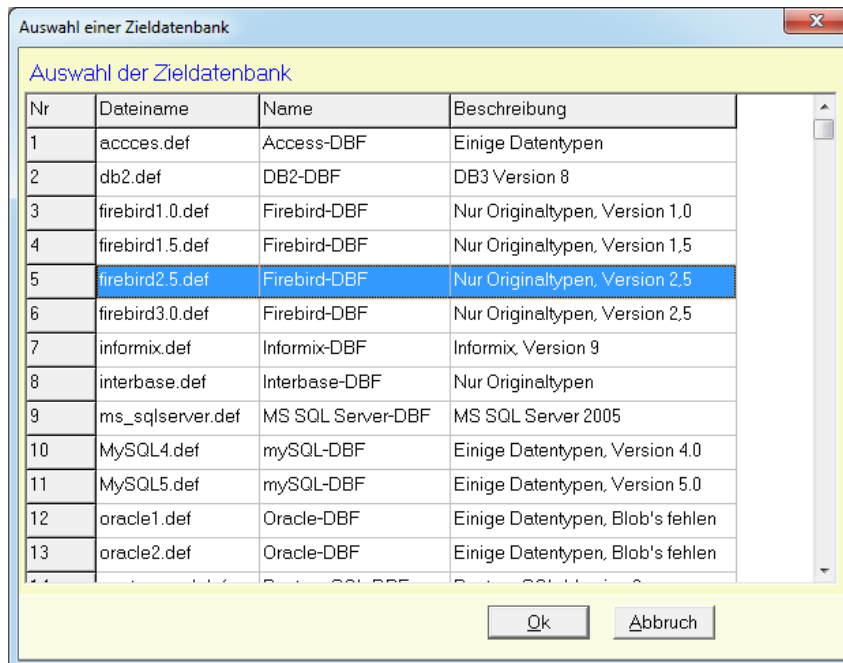 Auswahl einer Zieldatenbank
Auswahl der Zieldatenbank
Nr Dateiname Name Beschreibung
1 accces.def Access-DBF Einige Datentypen
2 db2.def DB2-DBF DB3 Version 8
3 firebird1.0.def Firebird-DBF Nur Originaltypen, Version 1,0
4 firebird1.5.def Firebird-DBF Nur Originaltypen, Version 1,5
5 firebird2.5.def Firebird-DBF Nur Originaltypen, Version 2,5
6 firebird3.0.def Firebird-DBF Nur Originaltypen, Version 2,5
7 informix.def Informix-DBF Informix, Version 9
8 interbase.def Interbase-DBF Nur Originaltypen
9 ms_sqlserver.def MS SQL Server-DBF MS SQL Server 2005
10 MySQL4.def mySQL-DBF Einige Datentypen, Version 4.0
11 MySQL5.def mySQL-DBF Einige Datentypen, Version 5.0
12 oracle1.def Oracle-DBF Einige Datentypen, Blob's fehlen
13 oracle2.def Oracle-DBF Einige Datentypen, Blob's fehlen
Ok Abbruch